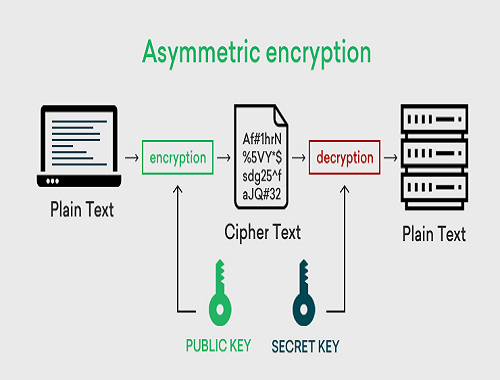 Asymmetric encryption
encryption
Af#1hrN
%5VY*$
sdg25^f
aJQ#32
decryption
Plain Text
Cipher Text
Plain Text
PUBLIC KEY
SECRET KEY